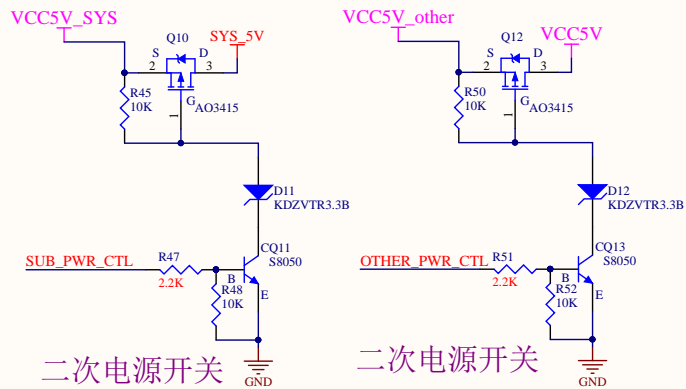 VCC5V_SYS
Q10
SYS_5V
S
D
2
3
R45
10K
G
AO3415
1
D11
KDZVTR3.3B
SUB_PWR_CTL
R47
2.2K
B
R48
10K
CQ11
S8050
E
GND
二次电源开关
VCC5V_other
Q12
VCC5V
S
D
2
3
R50
10K
G
AO3415
1
D12
KDZVTR3.3B
OTHER_PWR_CTL
R51
2.2K
B
R52
10K
CQ13
S8050
E
GND
二次电源开关